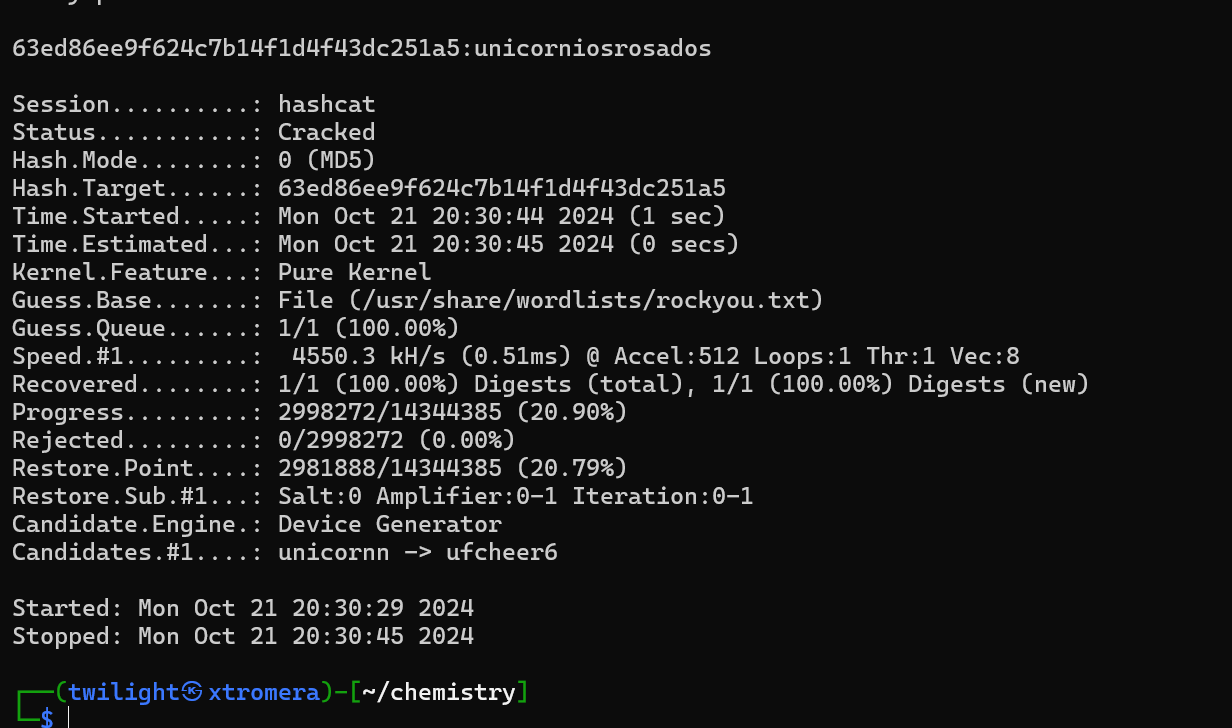 63ed86ee9f624c7b14f1d4f43dc251a5:unicorniosrosados
Session..........: hashcat
Status...........: Cracked
Hash.Mode........: 0 (MD5)
Hash.Target......: 63ed86ee9f624c7b14f1d4f43dc251a5
Time.Started.....: Mon Oct 21 20:30:44 2024 (1 sec)
Time.Estimated...: Mon Oct 21 20:30:45 2024 (0 secs)
Kernel.Feature...: Pure Kernel
Guess.Base.......: File (/usr/share/wordlists/rockyou.txt)
Guess.Queue......: 1/1 (100.00%)
Speed.#1.........:  4550.3 kH/s (0.51ms) @ Accel:512 Loops:1 Thr:1 Vec:8
Recovered........: 1/1 (100.00%) Digests (total), 1/1 (100.00%) Digests (new)
Progress.........: 2998272/14344385 (20.90%)
Rejected.........: 0/2998272 (0.00%)
Restore.Point....: 2981888/14344385 (20.79%)
Restore.Sub.#1...: Salt:0 Amplifier:0-1 Iteration:0-1
Candidate.Engine.: Device Generator
Candidates.#1....: unicornn -> ufcheer6
Started: Mon Oct 21 20:30:29 2024
Stopped: Mon Oct 21 20:30:45 2024
┌──(twilight㉿xtromera)-[~/chemistry]
└─$